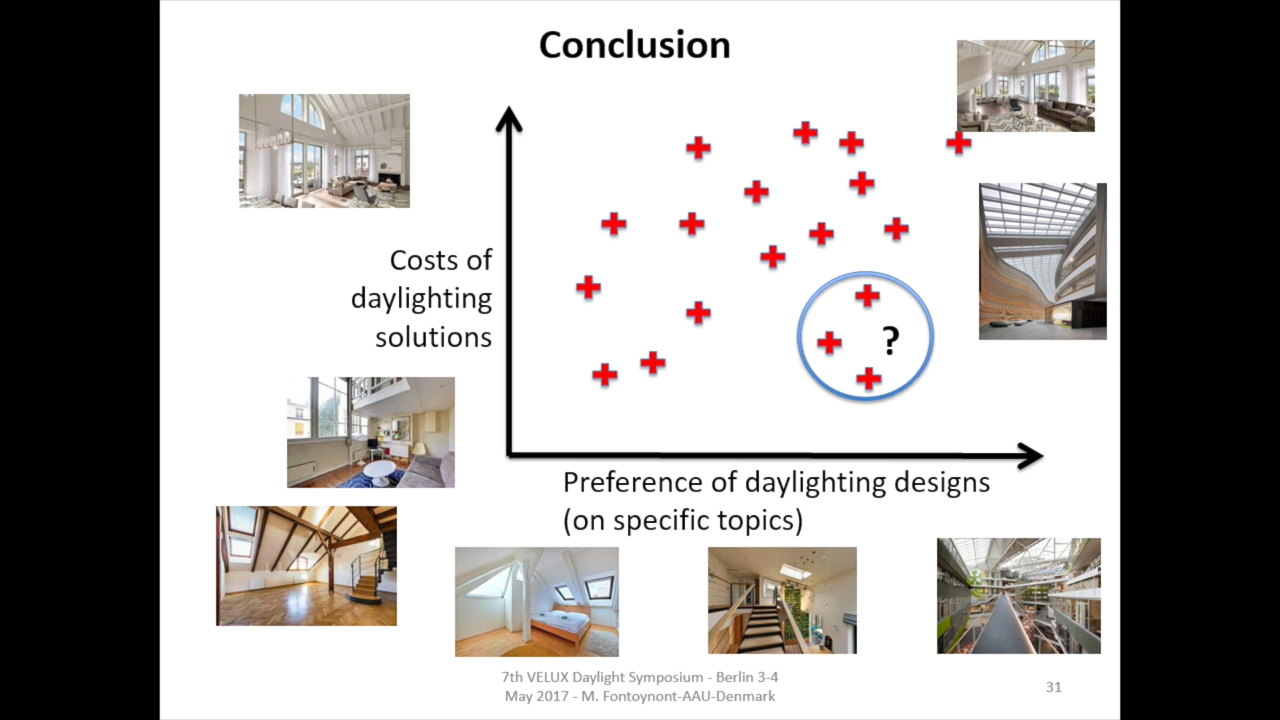 Conclusion
Costs of
daylighting
solutions
?
Preference of daylighting designs
(on specific topics)
7th VELUX Daylight Symposium - Berlin 3-4
May 2017 - M. Fontoynont-AAU-Denmark
31